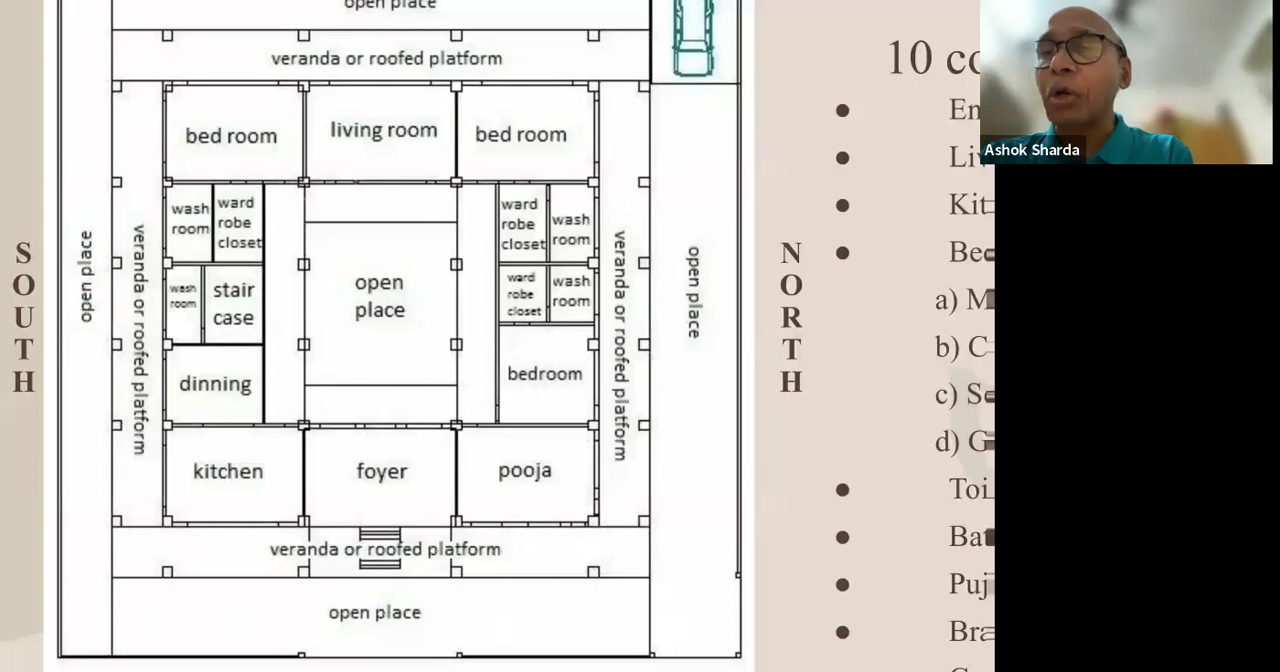 open place
veranda or roofed platform
bed room
living room
bed room
wash
room
ward
robe
closet
ward
robe
closet
wash
room
wash
room
stair
case
open
place
ward
robe
closet
wash
room
dinning
bedroom
kitchen
foyer
pooja
veranda or roofed platform
open place
open place
veranda or roofed platform
veranda or roofed platform
open place
SOUTH
NORTH
10
a)
b) C
c)
d)
Ashok Sharda